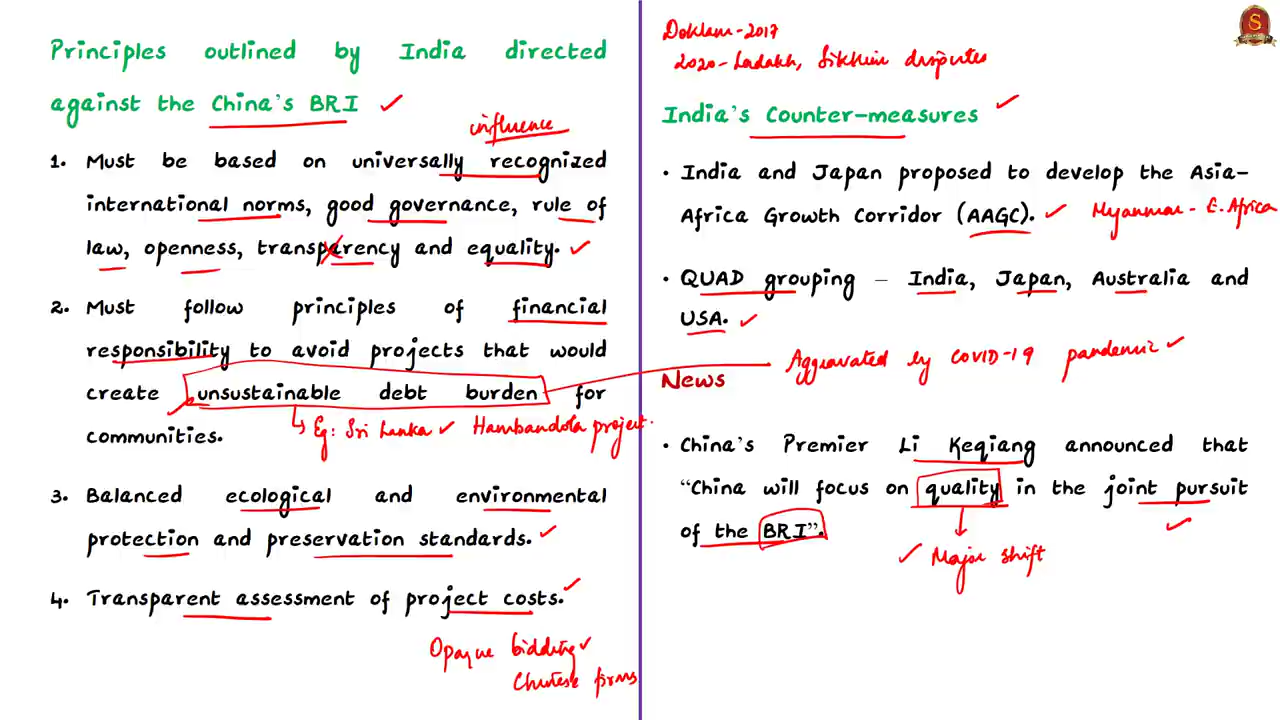 Principles outlined by India directed
against the China's BRI
influence
1. Must be based on universally recognized
international norms, good governance, rule of
law, openness, transparency and equality.
2. Must follow principles of financial
responsibility to avoid projects that would
create unsustainable debt burden for
communities.
Eg: Sri Lanka Hambandola project.
3. Balanced ecological and environmental
protection and preservation standards.
4. Transparent assessment of project costs.
Opaque bidding
Chinese firms
Doklam-2017
2020-Ladakh, Sikkim disputes
India's Counter-measures
• India and Japan proposed to develop the Asia-
Africa Growth Corridor (AAGC). Myanmar - E. Africa
• QUAD grouping – India, Japan, Australia and
USA.
Aggravated by COVID-19 pandemic
News
• China's Premier Li Keqiang announced that
"China will focus on quality in the joint pursuit
of the BRI".
Major shift
S